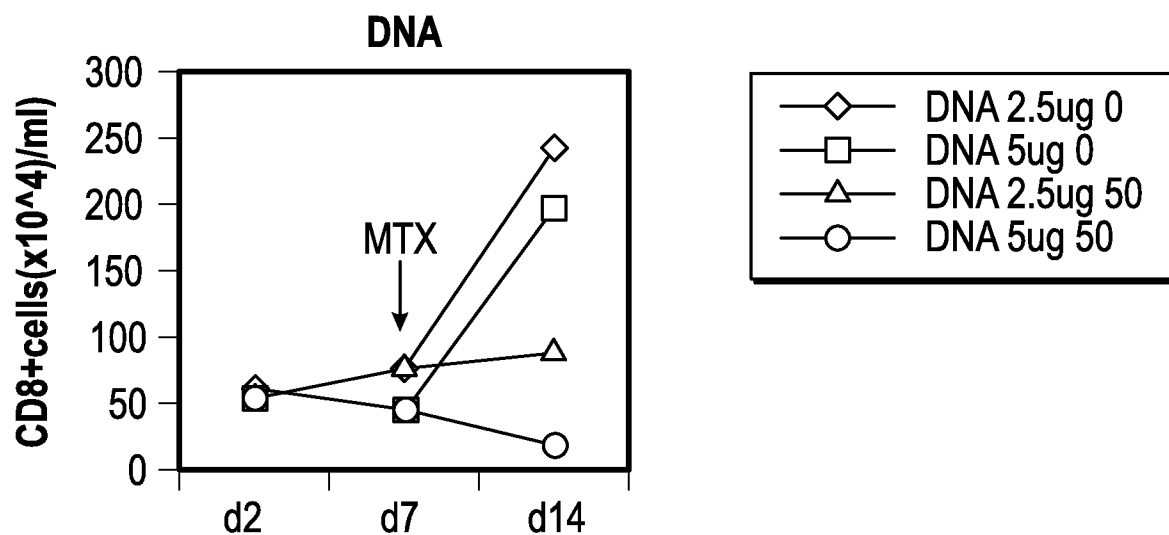 DNA
CD8+cells(x10^4)/ml)
300
250
200
150
100
50
0
MTX
d2
d7
d14
DNA 2.5ug 0
DNA 5ug 0
DNA 2.5ug 50
DNA 5ug 50